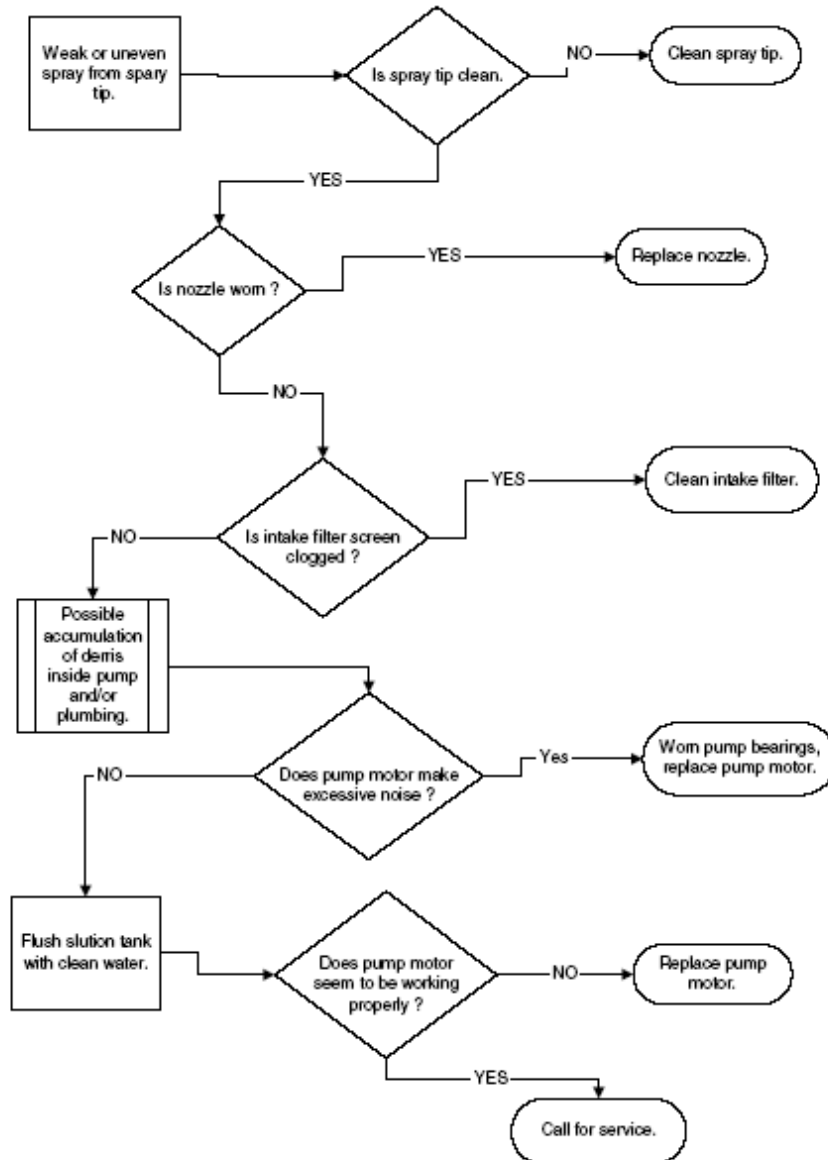 Weak or uneven
spray from spary
tip.
Is spray tip clean.
NO
Clean spray tip.
YES
Is nozzle worn ?
YES
Replace nozzle.
NO
Is intake filter screen
clogged ?
YES
Clean intake filter.
NO
Possible
accumulation
of derris
inside pump
and/or
plumbing.
Does pump motor make
excessive noise ?
Yes
Worn pump bearings,
replace pump motor.
NO
Flush slution tank
with clean water.
Does pump motor
seem to be working
properly ?
NO
Replace pump
motor.
YES
Call for service.